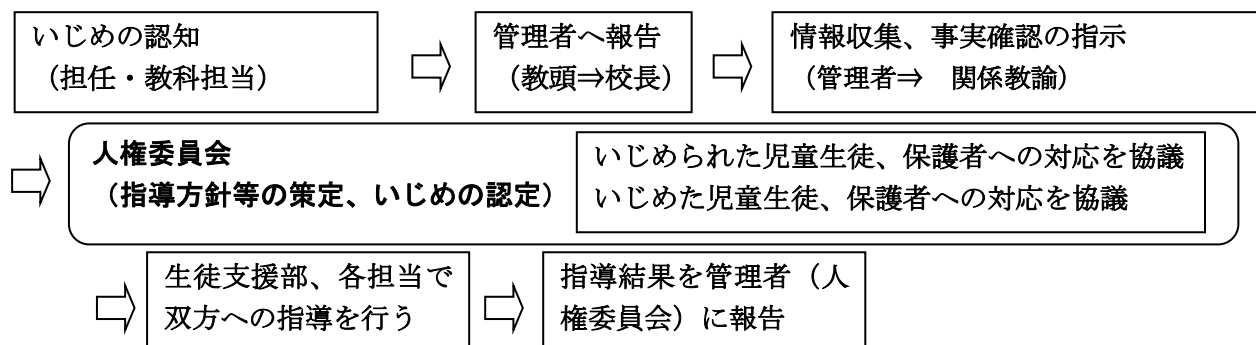 いじめの認知
（担任・教科担当）
管理者へ報告
（教頭⇒校長）
情報収集、事実確認の指示
（管理者⇒　関係教諭）
人権委員会
（指導方針等の策定、いじめの認定）
いじめられた児童生徒、保護者への対応を協議
いじめた児童生徒、保護者への対応を協議
生徒支援部、各担当で
双方への指導を行う
指導結果を管理者（人
権委員会）に報告